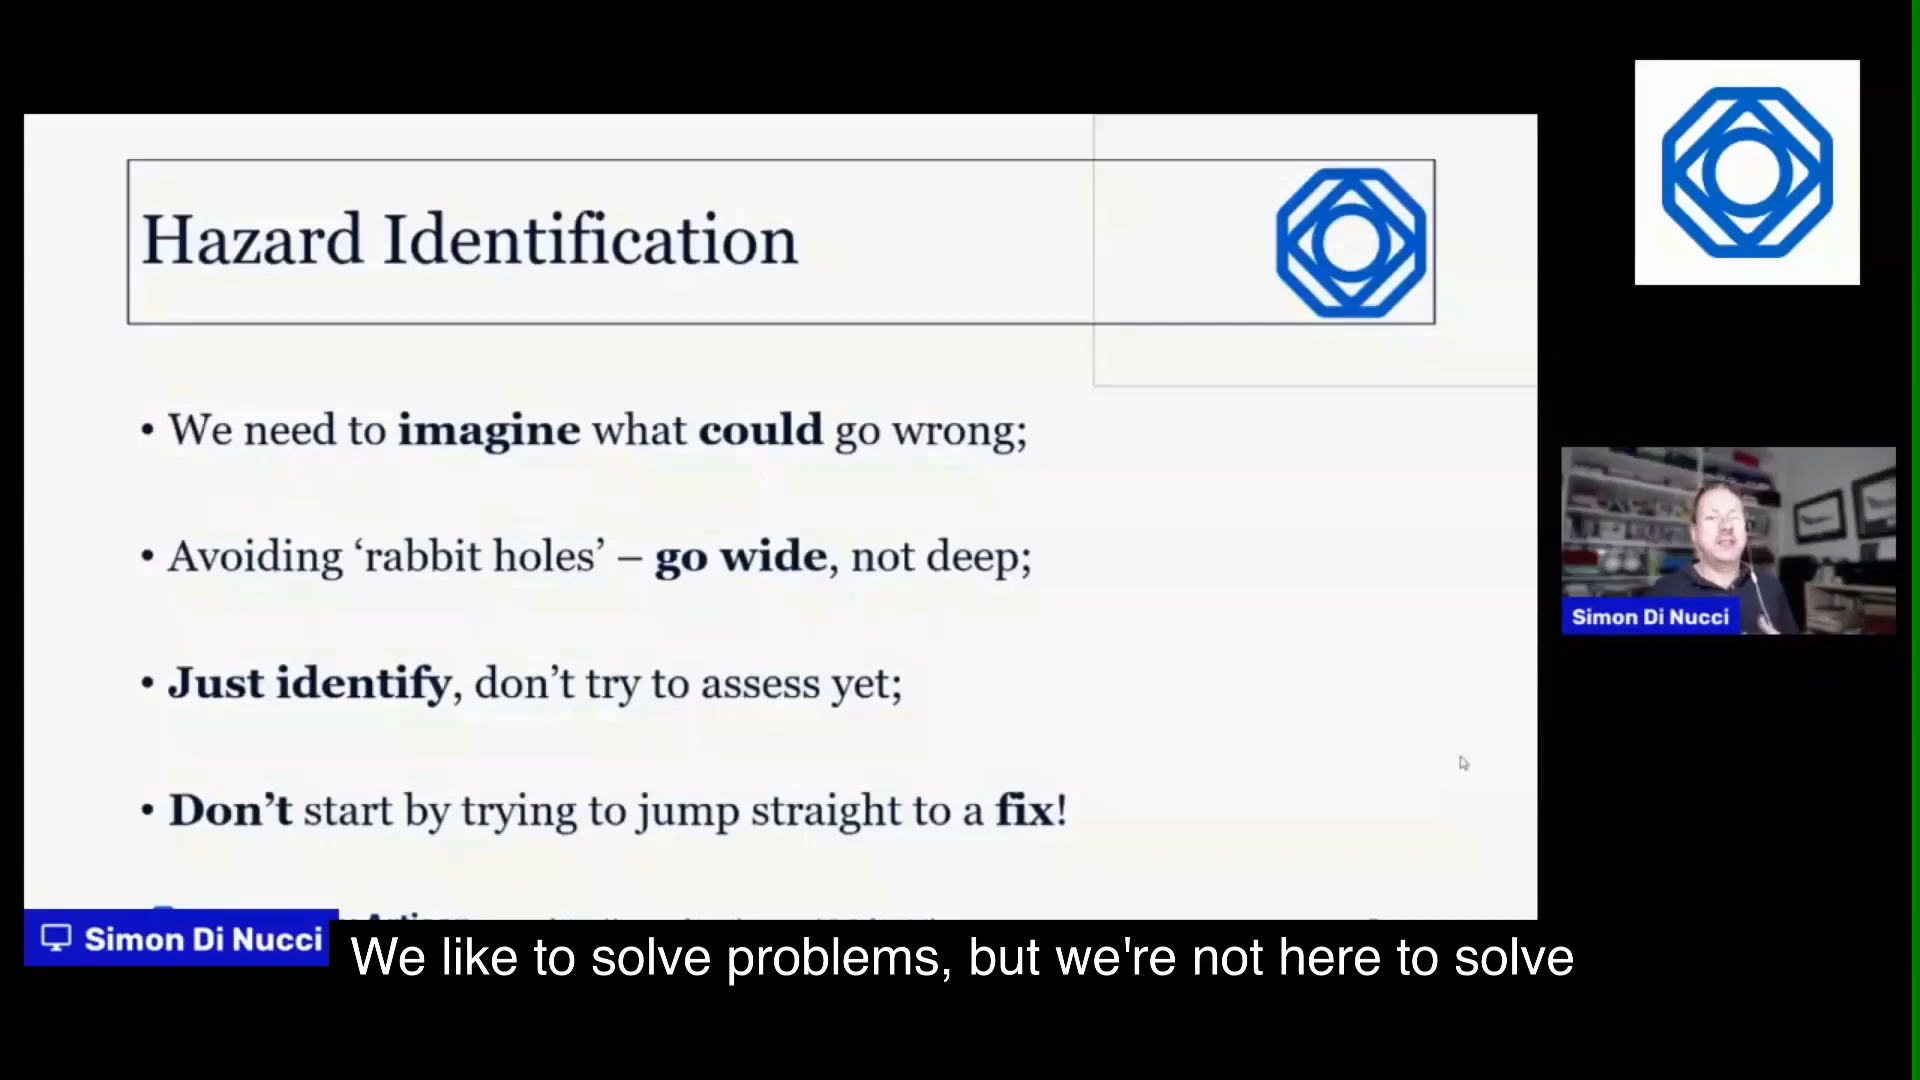 Hazard Identification
• We need to imagine what could go wrong;
• Avoiding ‘rabbit holes’ – go wide, not deep;
• Just identify, don’t try to assess yet;
• Don’t start by trying to jump straight to a fix!
Simon Di Nucci
Simon Di Nucci
We like to solve problems, but we're not here to solve